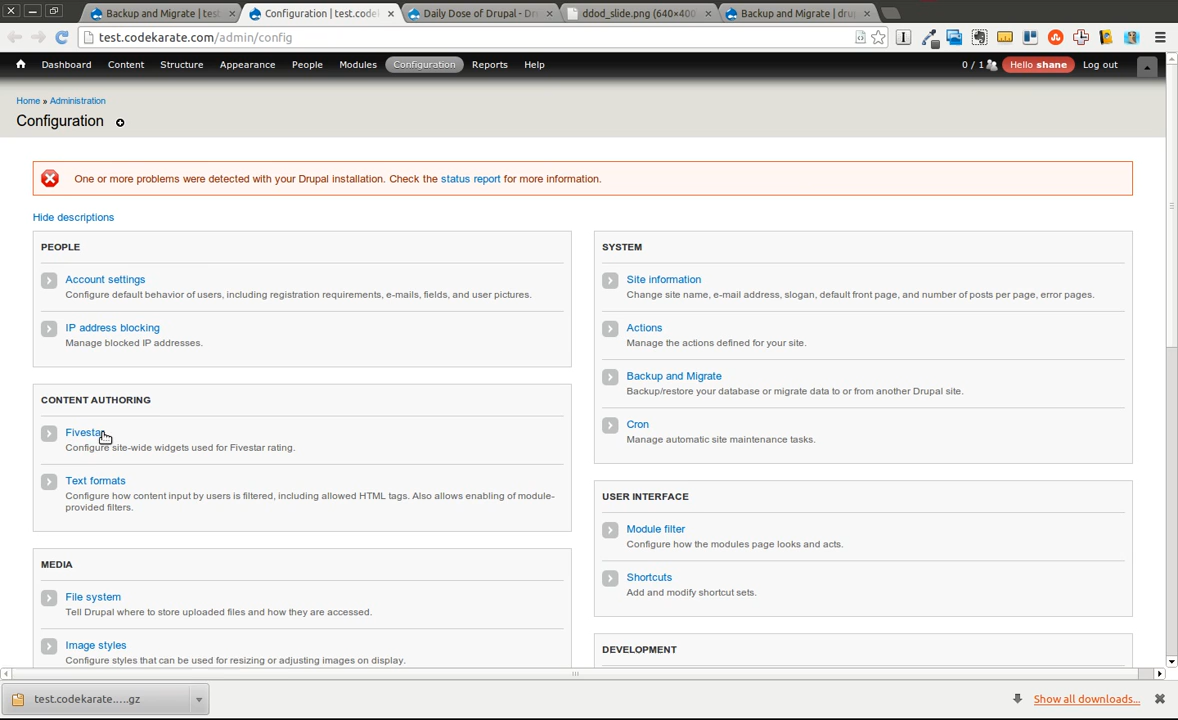 Backup and Migrate | test
Configuration | test.code
Daily Dose of Drupal - Dr
ddod_slide.png (640×400
Backup and Migrate | dru
test.codekarate.com/admin/config
Dashboard Content Structure Appearance People Modules Configuration Reports Help 0 / 1 Hello shane Log out
Home » Administration
Configuration
One or more problems were detected with your Drupal installation. Check the status report for more information.
Hide descriptions
PEOPLE
Account settings
Configure default behavior of users, including registration requirements, e-mails, fields, and user pictures.
IP address blocking
Manage blocked IP addresses.
CONTENT AUTHORING
Fivestar
Configure site-wide widgets used for Fivestar rating.
Text formats
Configure how content input by users is filtered, including allowed HTML tags. Also allows enabling of module-
provided filters.
MEDIA
File system
Tell Drupal where to store uploaded files and how they are accessed.
Image styles
Configure styles that can be used for resizing or adjusting images on display.
SYSTEM
Site information
Change site name, e-mail address, slogan, default front page, and number of posts per page, error pages.
Actions
Manage the actions defined for your site.
Backup and Migrate
Backup/restore your database or migrate data to or from another Drupal site.
Cron
Manage automatic site maintenance tasks.
USER INTERFACE
Module filter
Configure how the modules page looks and acts.
Shortcuts
Add and modify shortcut sets.
DEVELOPMENT
test.codekarate.....gz
Show all downloads...